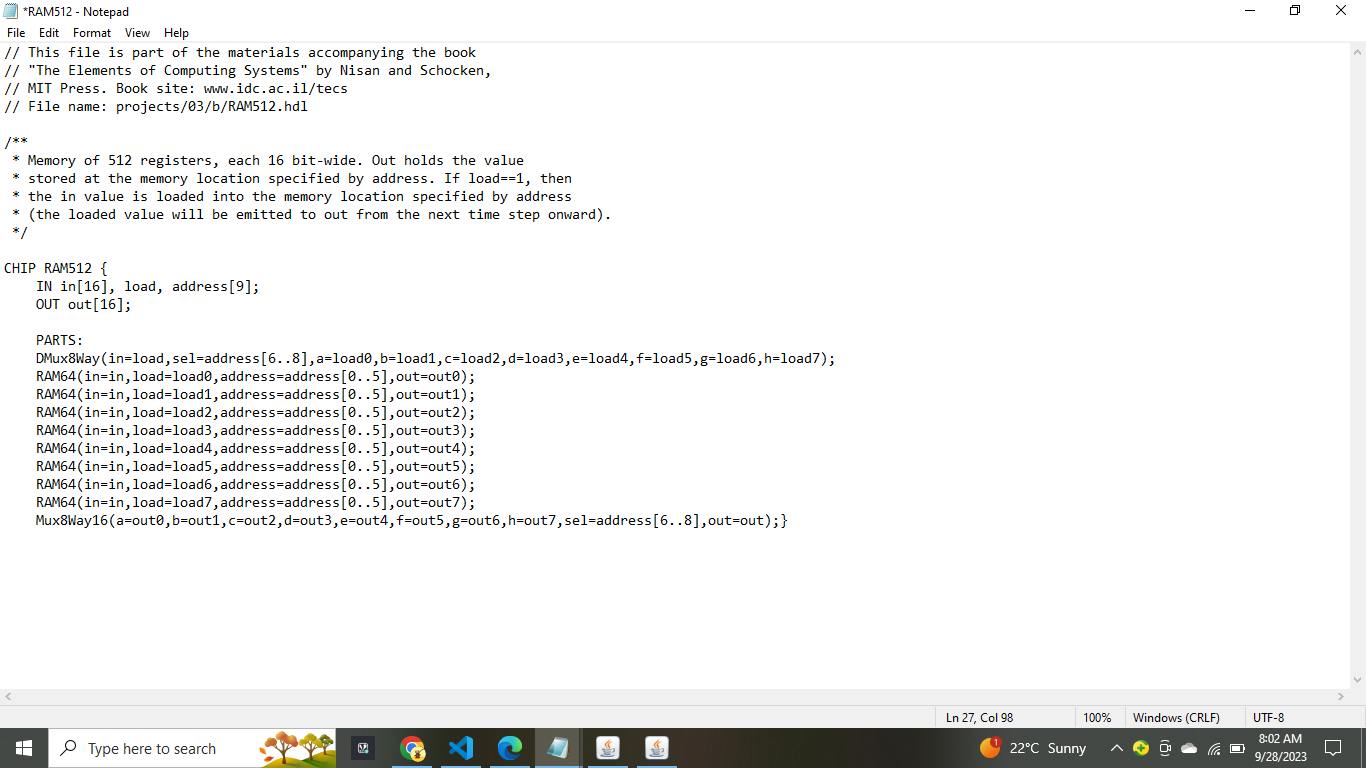 *RAM512 - Notepad
File Edit Format View Help
// This file is part of the materials accompanying the book
// "The Elements of Computing Systems" by Nisan and Schocken,
// MIT Press. Book site: www.idc.ac.il/tecs
// File name: projects/03/b/RAM512.hdl

/**
 * Memory of 512 registers, each 16 bit-wide. Out holds the value
 * stored at the memory location specified by address. If load==1, then
 * the in value is loaded into the memory location specified by address
 * (the loaded value will be emitted to out from the next time step onward).
 */

CHIP RAM512 {
    IN in[16], load, address[9];
    OUT out[16];

    PARTS:
    DMux8Way(in=load,sel=address[6..8],a=load0,b=load1,c=load2,d=load3,e=load4,f=load5,g=load6,h=load7);
    RAM64(in=in,load=load0,address=address[0..5],out=out0);
    RAM64(in=in,load=load1,address=address[0..5],out=out1);
    RAM64(in=in,load=load2,address=address[0..5],out=out2);
    RAM64(in=in,load=load3,address=address[0..5],out=out3);
    RAM64(in=in,load=load4,address=address[0..5],out=out4);
    RAM64(in=in,load=load5,address=address[0..5],out=out5);
    RAM64(in=in,load=load6,address=address[0..5],out=out6);
    RAM64(in=in,load=load7,address=address[0..5],out=out7);
    Mux8Way16(a=out0,b=out1,c=out2,d=out3,e=out4,f=out5,g=out6,h=out7,sel=address[6..8],out=out);}
Ln 27, Col 98 100% Windows (CRLF) UTF-8
Type here to search 1 22°C Sunny 8:02 AM
9/28/2023